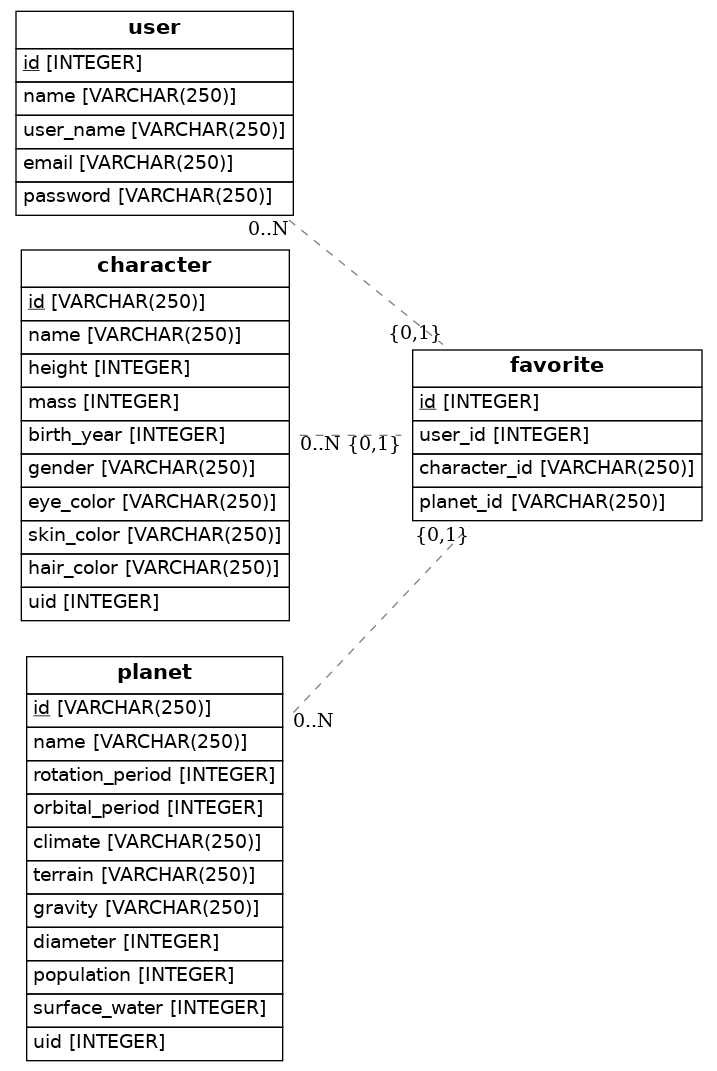 user
id [INTEGER]
name [VARCHAR(250)]
user_name [VARCHAR(250)]
email [VARCHAR(250)]
password [VARCHAR(250)]
0..N
{0,1}
character
id [VARCHAR(250)]
name [VARCHAR(250)]
height [INTEGER]
mass [INTEGER]
birth_year [INTEGER]
gender [VARCHAR(250)]
eye_color [VARCHAR(250)]
skin_color [VARCHAR(250)]
hair_color [VARCHAR(250)]
uid [INTEGER]
0..N {0,1}
favorite
id [INTEGER]
user_id [INTEGER]
character_id [VARCHAR(250)]
planet_id [VARCHAR(250)]
{0,1}
0..N
planet
id [VARCHAR(250)]
name [VARCHAR(250)]
rotation_period [INTEGER]
orbital_period [INTEGER]
climate [VARCHAR(250)]
terrain [VARCHAR(250)]
gravity [VARCHAR(250)]
diameter [INTEGER]
population [INTEGER]
surface_water [INTEGER]
uid [INTEGER]